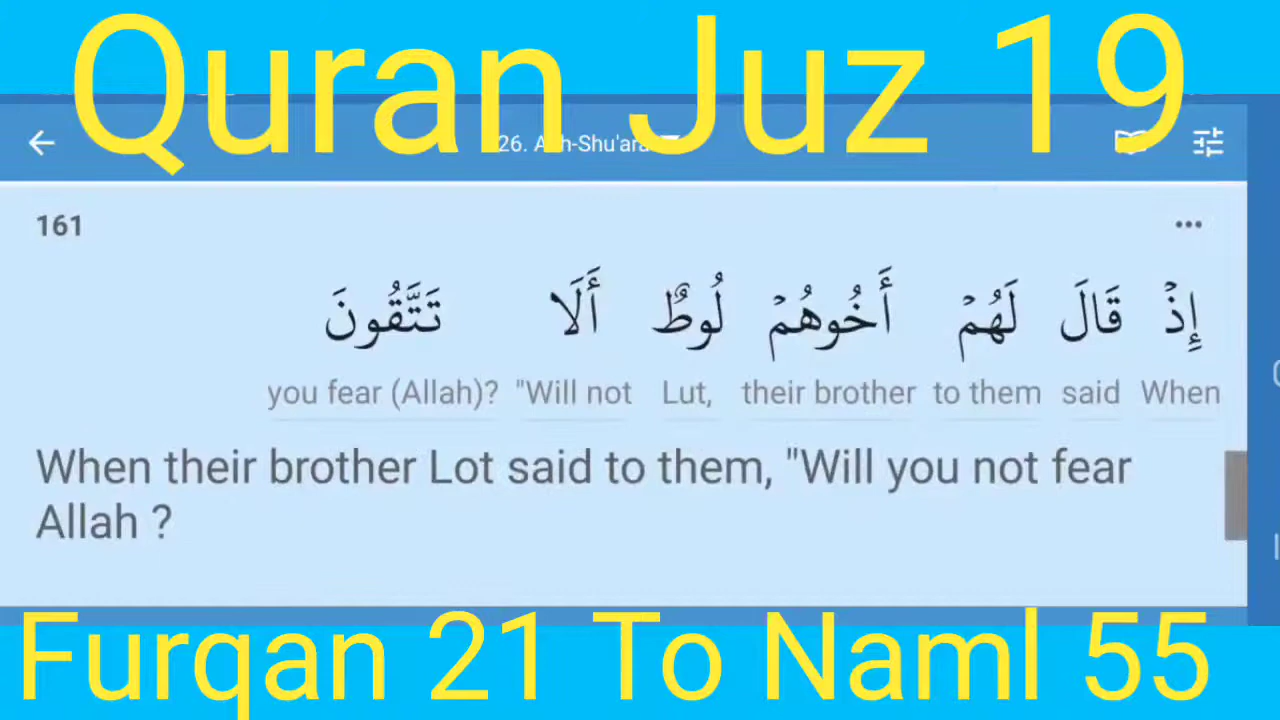 Quran Juz 19
26. Ash-Shu'ara
161
إِذْ قَالَ لَهُمْ أَخُوهُمْ لُوطٌ أَلَا تَتَّقُونَ
you fear (Allah)? "Will not Lut, their brother to them said When
When their brother Lot said to them, "Will you not fear
Allah ?
Furqan 21 To Naml 55